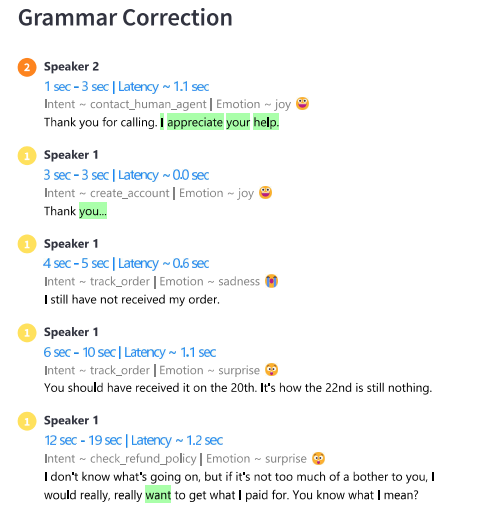 Grammar Correction
2 Speaker 2
1 sec - 3 sec | Latency ~ 1.1 sec
Intent ~ contact_human_agent | Emotion ~ joy 😀
Thank you for calling. I appreciate your help.
1 Speaker 1
3 sec - 3 sec | Latency ~ 0.0 sec
Intent ~ create_account | Emotion ~ joy 😀
Thank you...
1 Speaker 1
4 sec - 5 sec | Latency ~ 0.6 sec
Intent ~ track_order | Emotion ~ sadness 😭
I still have not received my order.
1 Speaker 1
6 sec - 10 sec | Latency ~ 1.1 sec
Intent ~ track_order | Emotion ~ surprise 😲
You should have received it on the 20th. It's how the 22nd is still nothing.
1 Speaker 1
12 sec - 19 sec | Latency ~ 1.2 sec
Intent ~ check_refund_policy | Emotion ~ surprise 😲
I don't know what's going on, but if it's not too much of a bother to you, I
would really, really want to get what I paid for. You know what I mean?